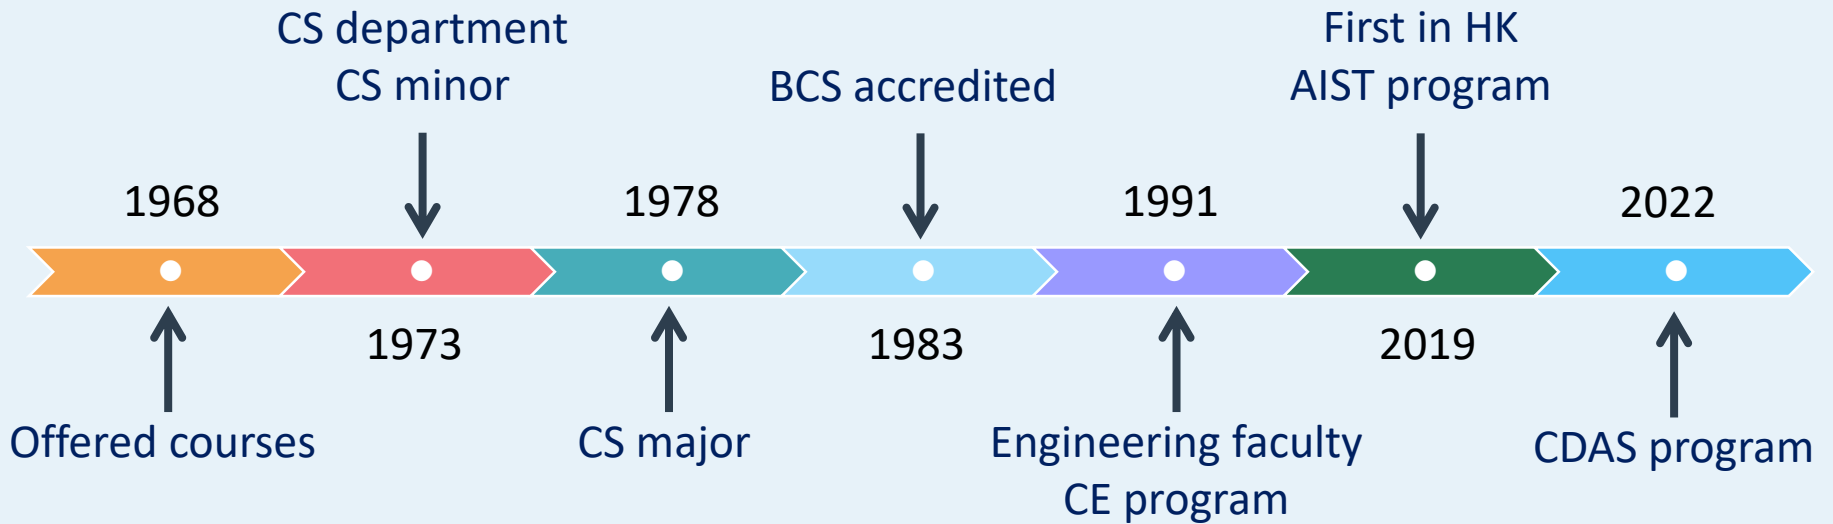 CS department
CS minor
BCS accredited
First in HK
AIST program
1968
1978
1991
2022
1973
1983
2019
Offered courses
CS major
Engineering faculty
CE program
CDAS program